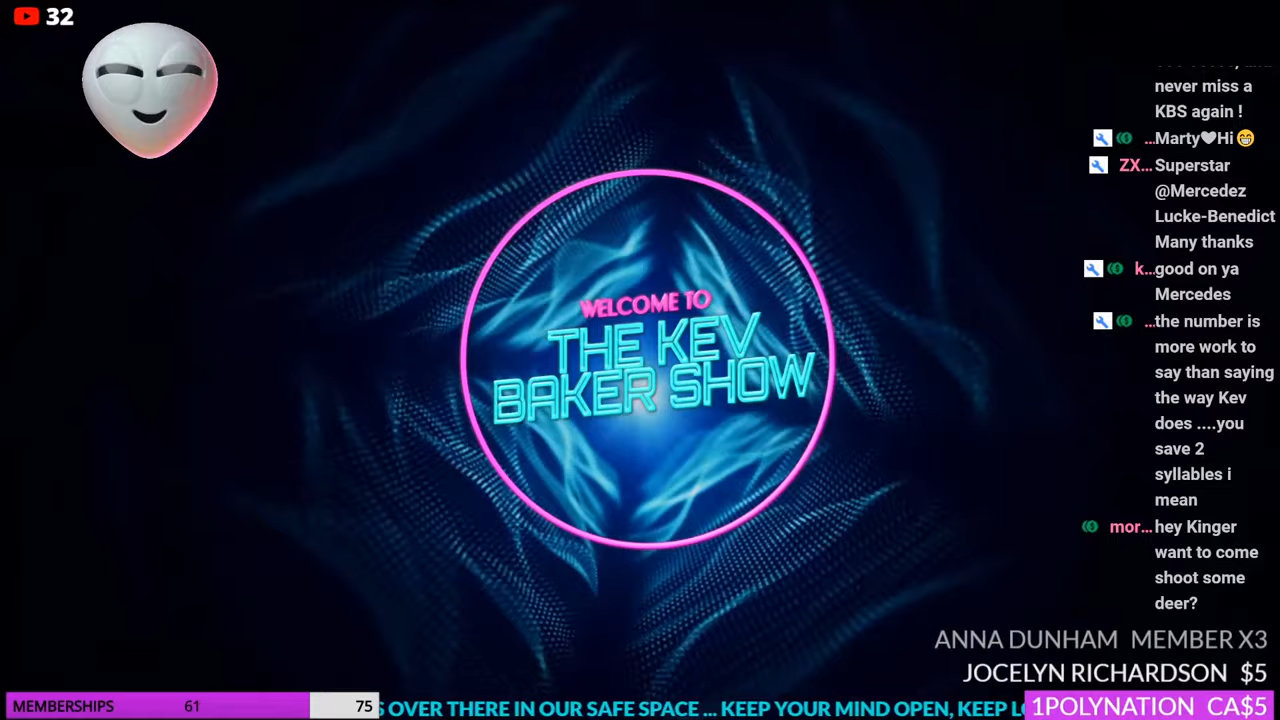 32
never miss a
KBS again !
...Marty🤍Hi😁
ZX... Superstar
@Mercedez
Lucke-Benedict
Many thanks
k...good on ya
Mercedes
...the number is
more work to
say than saying
the way Kev
does ....you
save 2
syllables i
mean
mor...hey Kinger
want to come
shoot some
deer?
WELCOME TO
THE KEV
BAKER SHOW
ANNA DUNHAM MEMBER X3
JOCELYN RICHARDSON $5
1POLYNATION CA$5
MEMBERSHIPS 61 75
S OVER THERE IN OUR SAFE SPACE ... KEEP YOUR MIND OPEN, KEEP